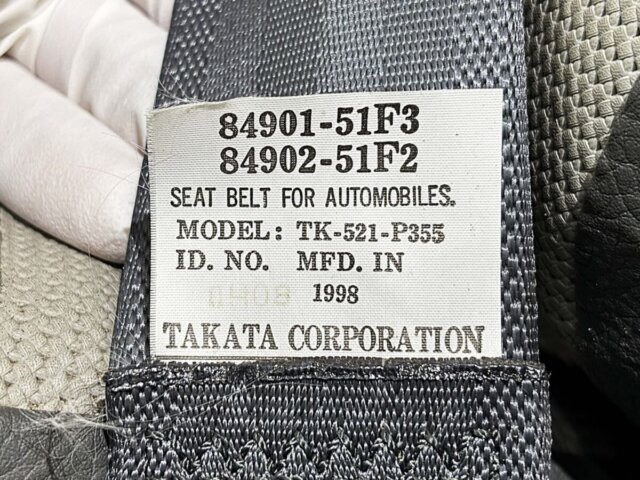 84901-51F3
84902-51F2
SEAT BELT FOR AUTOMOBILES.
MODEL: TK-521-P355
ID. NO. MFD. IN
1998
TAKATA CORPORATION